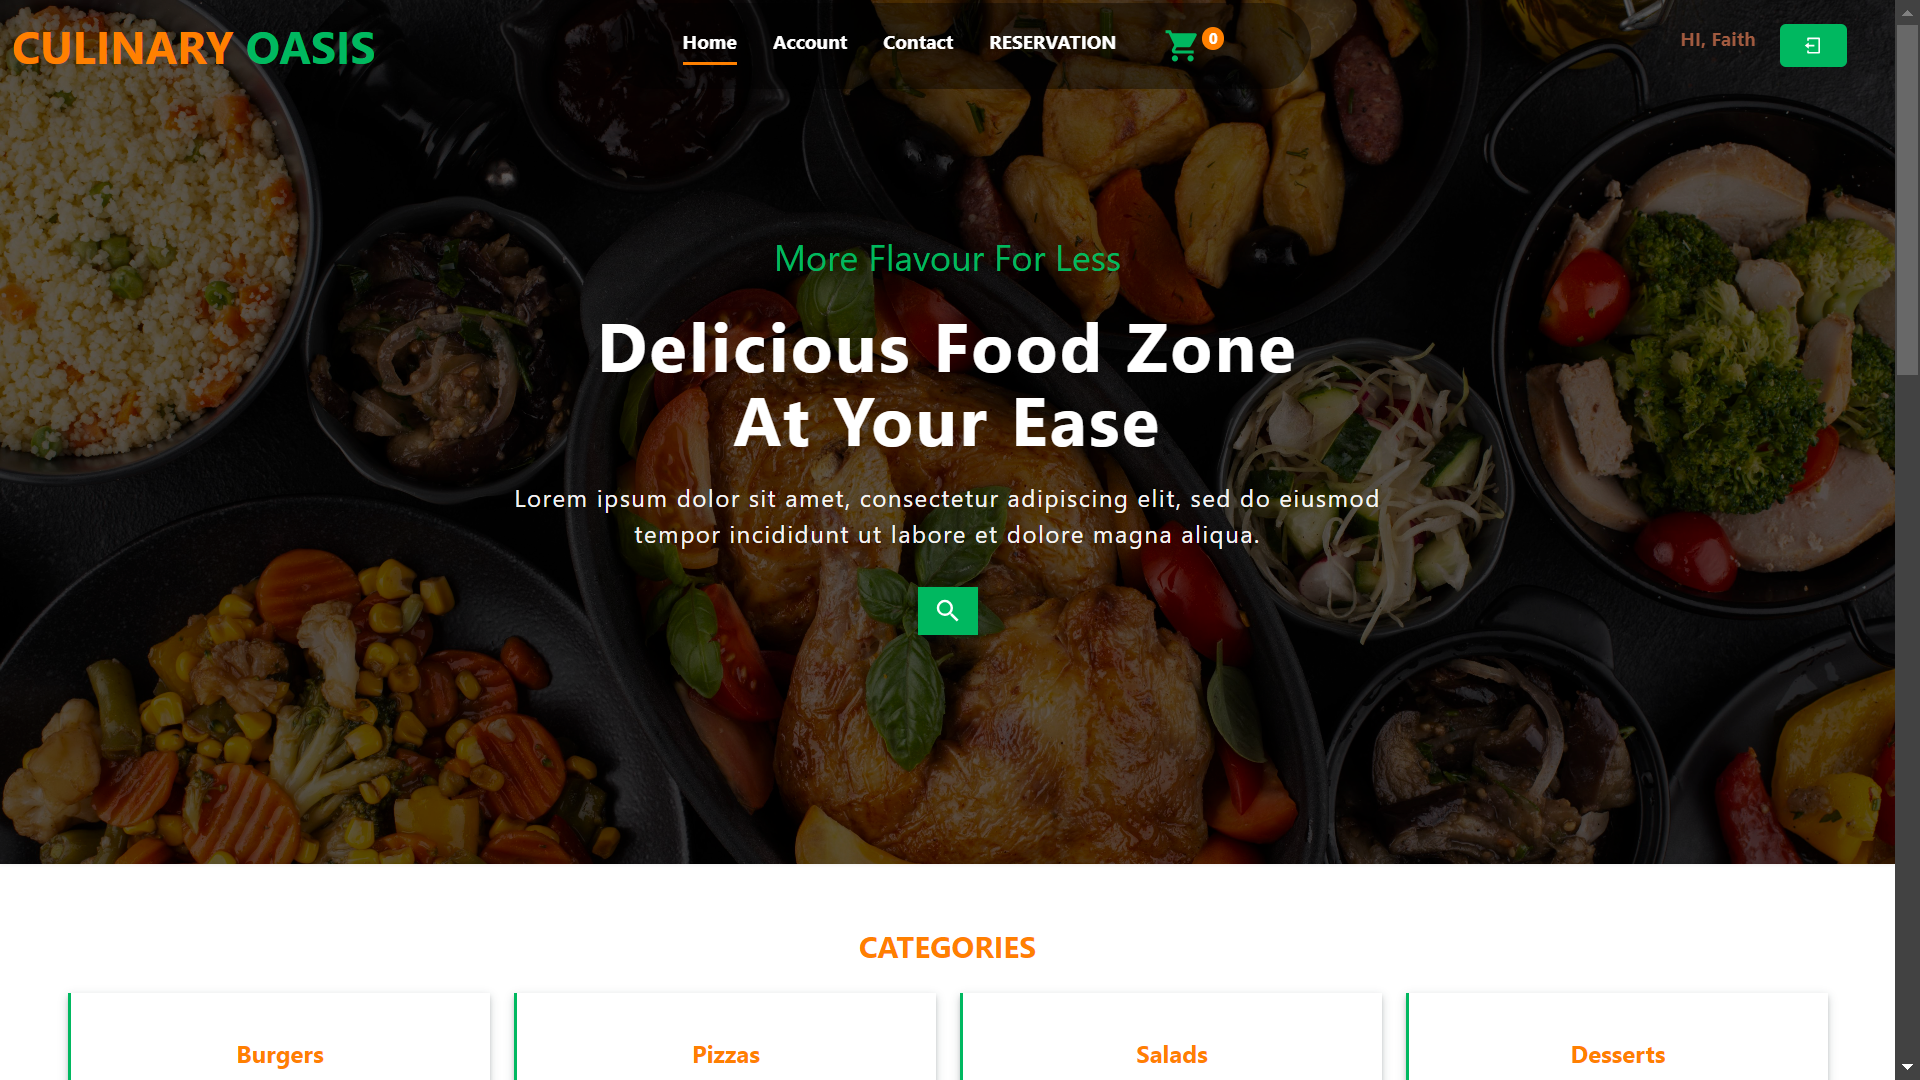 CULINARY OASIS
Home Account Contact RESERVATION 0
HI, Faith
More Flavour For Less
Delicious Food Zone
At Your Ease
Lorem ipsum dolor sit amet, consectetur adipiscing elit, sed do eiusmod
tempor incididunt ut labore et dolore magna aliqua.
CATEGORIES
Burgers Pizzas Salads Desserts